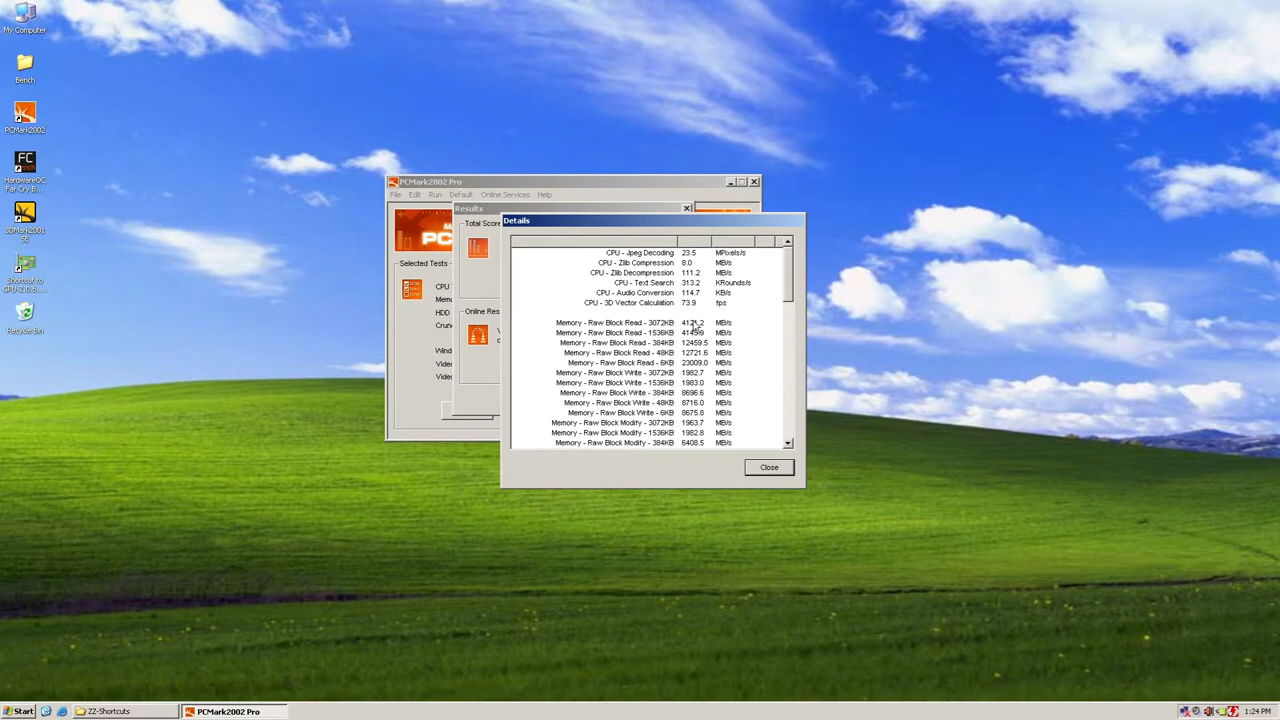 My Computer
Bench
PCMark2002
HardwareOC
Far Cry B...
3DMark2001
SE
Shortcut to
CPU-Z.0.6...
Recycle Bin
PCMark2002 Pro
File Edit Run Default Online Services Help
Selected Tests
CPU
Memo
HDD
Crunc
Wind
Video
Video
Results
Total Score
Online Res
Details
CPU - Jpeg Decoding 23.5 MPixels/s
CPU - Zlib Compression 8.0 MB/s
CPU - Zlib Decompression 111.2 MB/s
CPU - Text Search 313.2 KRounds/s
CPU - Audio Conversion 114.7 KB/s
CPU - 3D Vector Calculation 73.9 fps
Memory - Raw Block Read - 3072KB MB/s
Memory - Raw Block Read - 1536KB MB/s
Memory - Raw Block Read - 384KB 12459.5 MB/s
Memory - Raw Block Read - 48KB 12721.6 MB/s
Memory - Raw Block Read - 6KB 23009.0 MB/s
Memory - Raw Block Write - 3072KB 1982.7 MB/s
Memory - Raw Block Write - 1536KB 1983.0 MB/s
Memory - Raw Block Write - 384KB 8696.6 MB/s
Memory - Raw Block Write - 48KB 8716.0 MB/s
Memory - Raw Block Write - 6KB 8675.8 MB/s
Memory - Raw Block Modify - 3072KB 1963.7 MB/s
Memory - Raw Block Modify - 1536KB 1982.8 MB/s
Memory - Raw Block Modify - 384KB 6408.5 MB/s
Close
Start ZZ-Shortcuts PCMark2002 Pro 1:24 PM